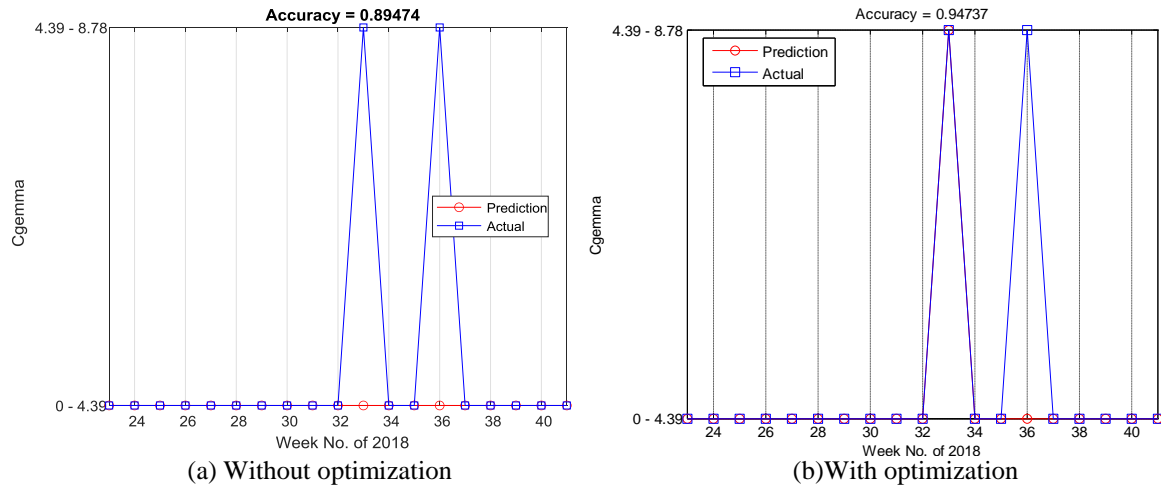 Accuracy = 0.89474
4.39 - 8.78
Cgemma
Prediction
Actual
0 - 4.39
24 26 28 30 32 34 36 38 40
Week No. of 2018
(a) Without optimization
Accuracy = 0.94737
4.39 - 8.78
Prediction
Actual
Cgemma
0 - 4.39
24 26 28 30 32 34 36 38 40
Week No. of 2018
(b)With optimization